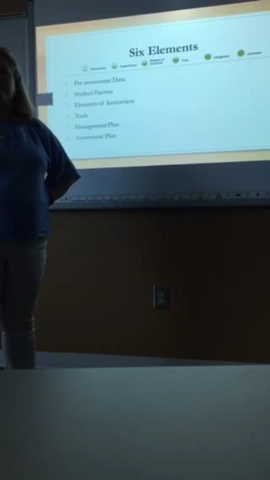 Six Elements
Pre-assessment Data
Student Factors
Elements of Instruction
Tools
Management Plan
Assessment Plan